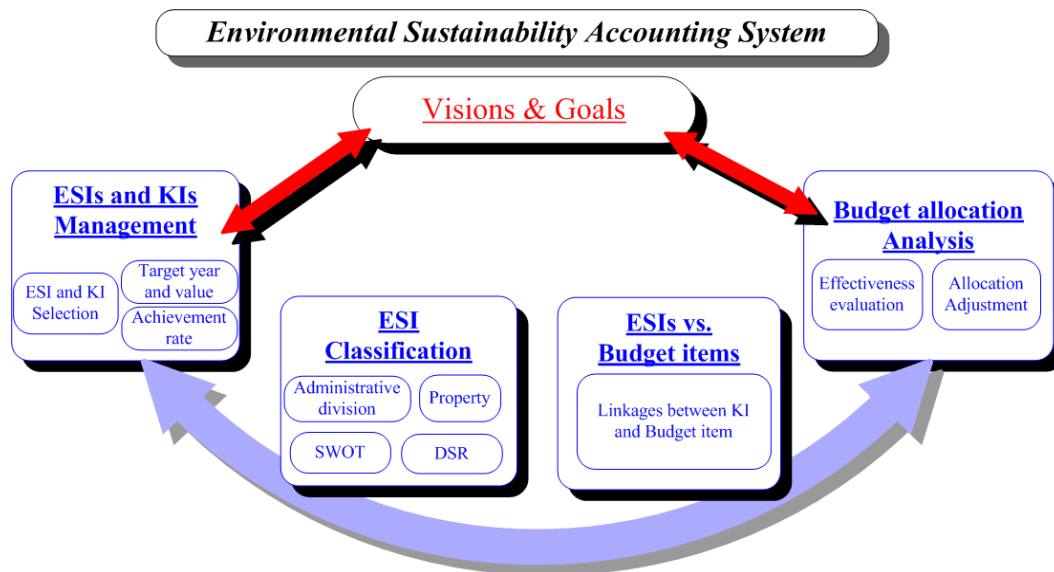 Environmental Sustainability Accounting System
Visions & Goals
ESIs and KIs
Management
ESI and KI
Selection
Target year
and value
Achievement
rate
ESI
Classification
Administrative
division
Property
SWOT
DSR
ESIs vs.
Budget items
Linkages between KI
and Budget item
Budget allocation
Analysis
Effectiveness
evaluation
Allocation
Adjustment